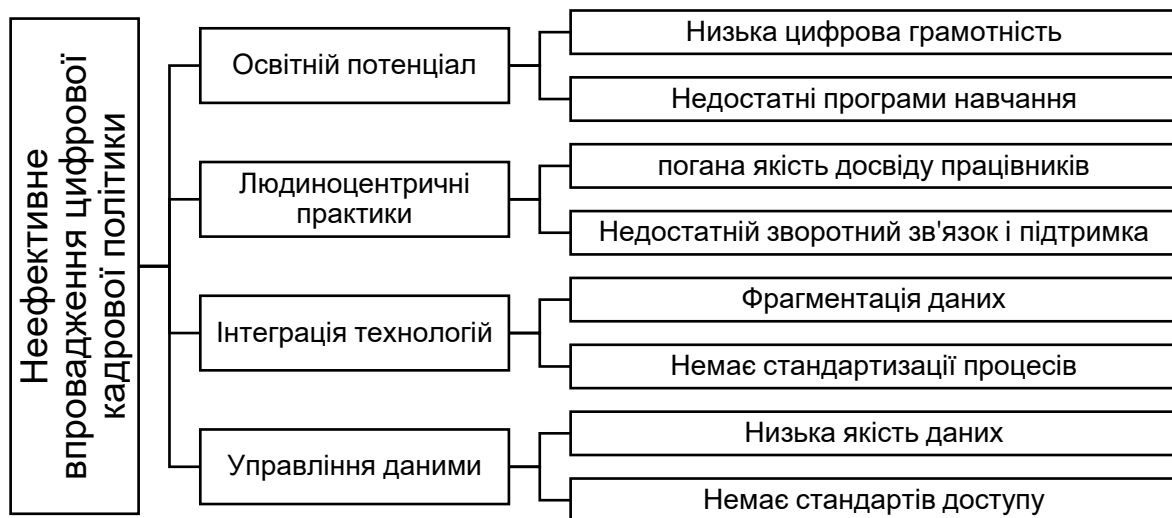 Неефективне
впровадження цифрової
кадрової політики
Освітній потенціал
Низька цифрова грамотність
Недостатні програми навчання
Людиноцентричні
практики
погана якість досвіду працівників
Недостатній зворотний зв'язок і підтримка
Інтеграція технологій
Фрагментація даних
Немає стандартизації процесів
Управління даними
Низька якість даних
Немає стандартів доступу